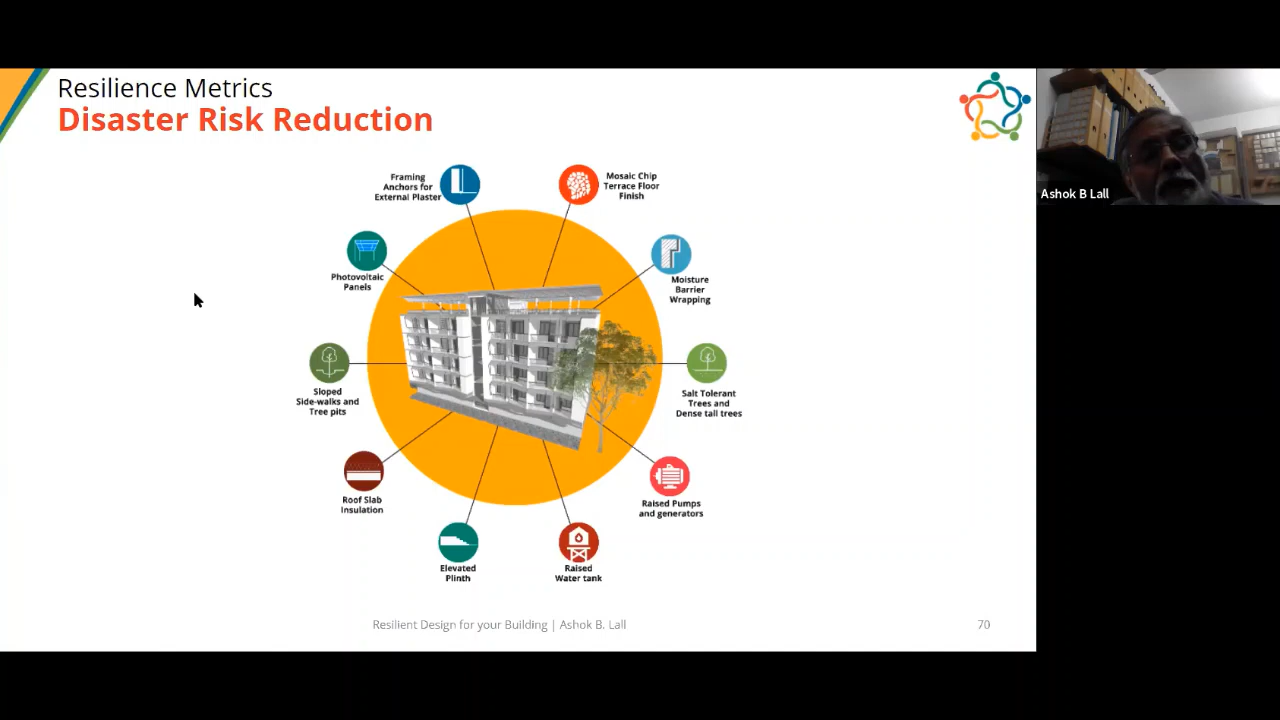 Resilience Metrics
Disaster Risk Reduction
Ashok B Lall
Framing
Anchors for
External Plaster
Mosaic Chip
Terrace Floor
Finish
Photovoltaic
Panels
Moisture
Barrier
Wrapping
Sloped
Side-walks and
Tree pits
Salt Tolerant
Trees and
Dense tall trees
Roof Slab
Insulation
Raised Pumps
and generators
Elevated
Plinth
Raised
Water tank
Resilient Design for your Building | Ashok B. Lall
70